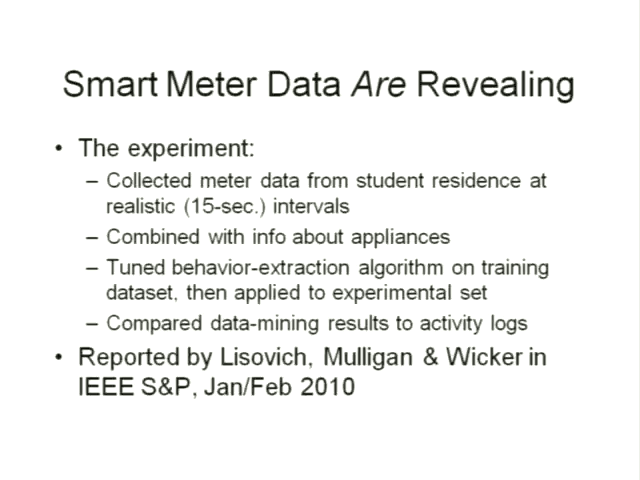 Smart Meter Data Are Revealing
• The experiment:
– Collected meter data from student residence at
realistic (15-sec.) intervals
– Combined with info about appliances
– Tuned behavior-extraction algorithm on training
dataset, then applied to experimental set
– Compared data-mining results to activity logs
• Reported by Lisovich, Mulligan & Wicker in
IEEE S&P, Jan/Feb 2010